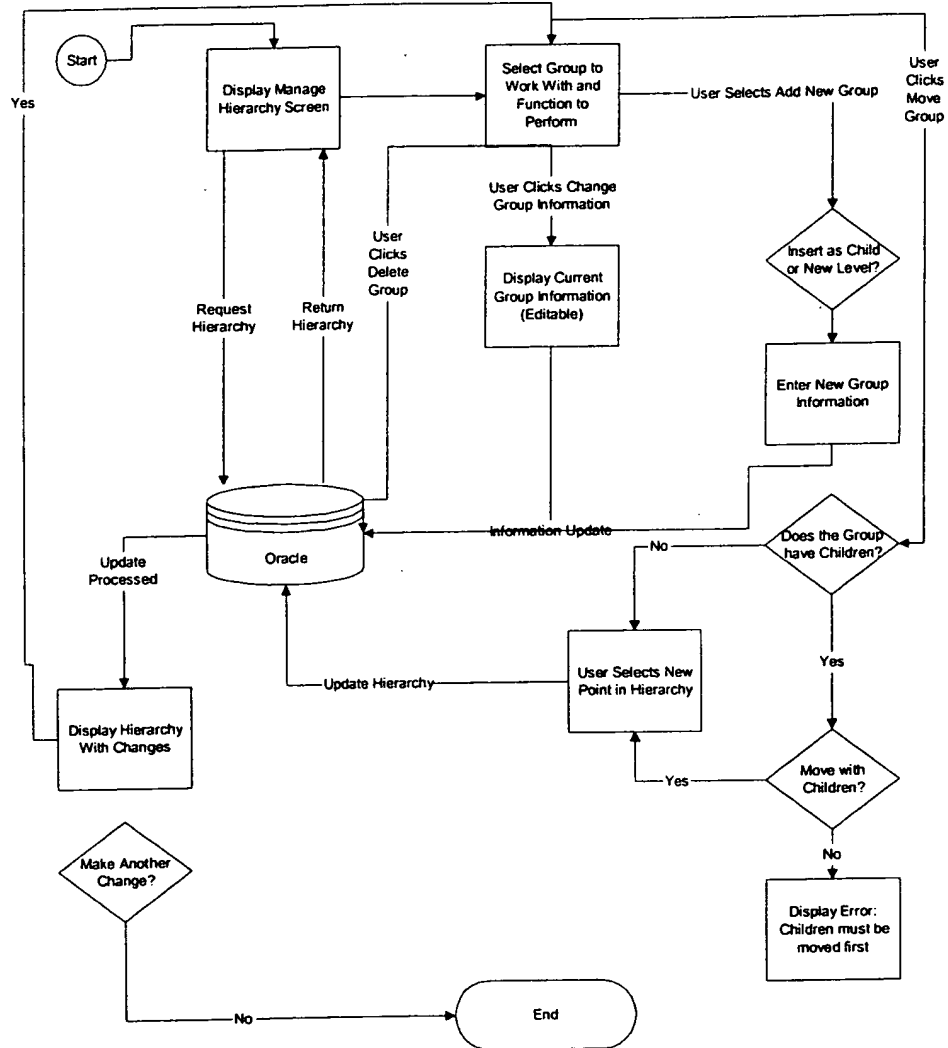 Start
Display Manage
Hierarchy Screen
Select Group to
Work With and
Function to
Perform
User Selects Add New Group
User
Clicks
Move
Group
Yes
User Clicks Change
Group Information
User
Clicks
Delete
Group
Insert as Child
or New Level?
Display Current
Group Information
(Editable)
Request
Hierarchy
Return
Hierarchy
Enter New Group
Information
Information Update
Oracle
Does the Group
have Children?
No
Update
Processed
Yes
User Selects New
Point in Hierarchy
Update Hierarchy
Display Hierarchy
With Changes
Move with
Children?
Yes
No
Make Another
Change?
Display Error:
Children must be
moved first
No
End